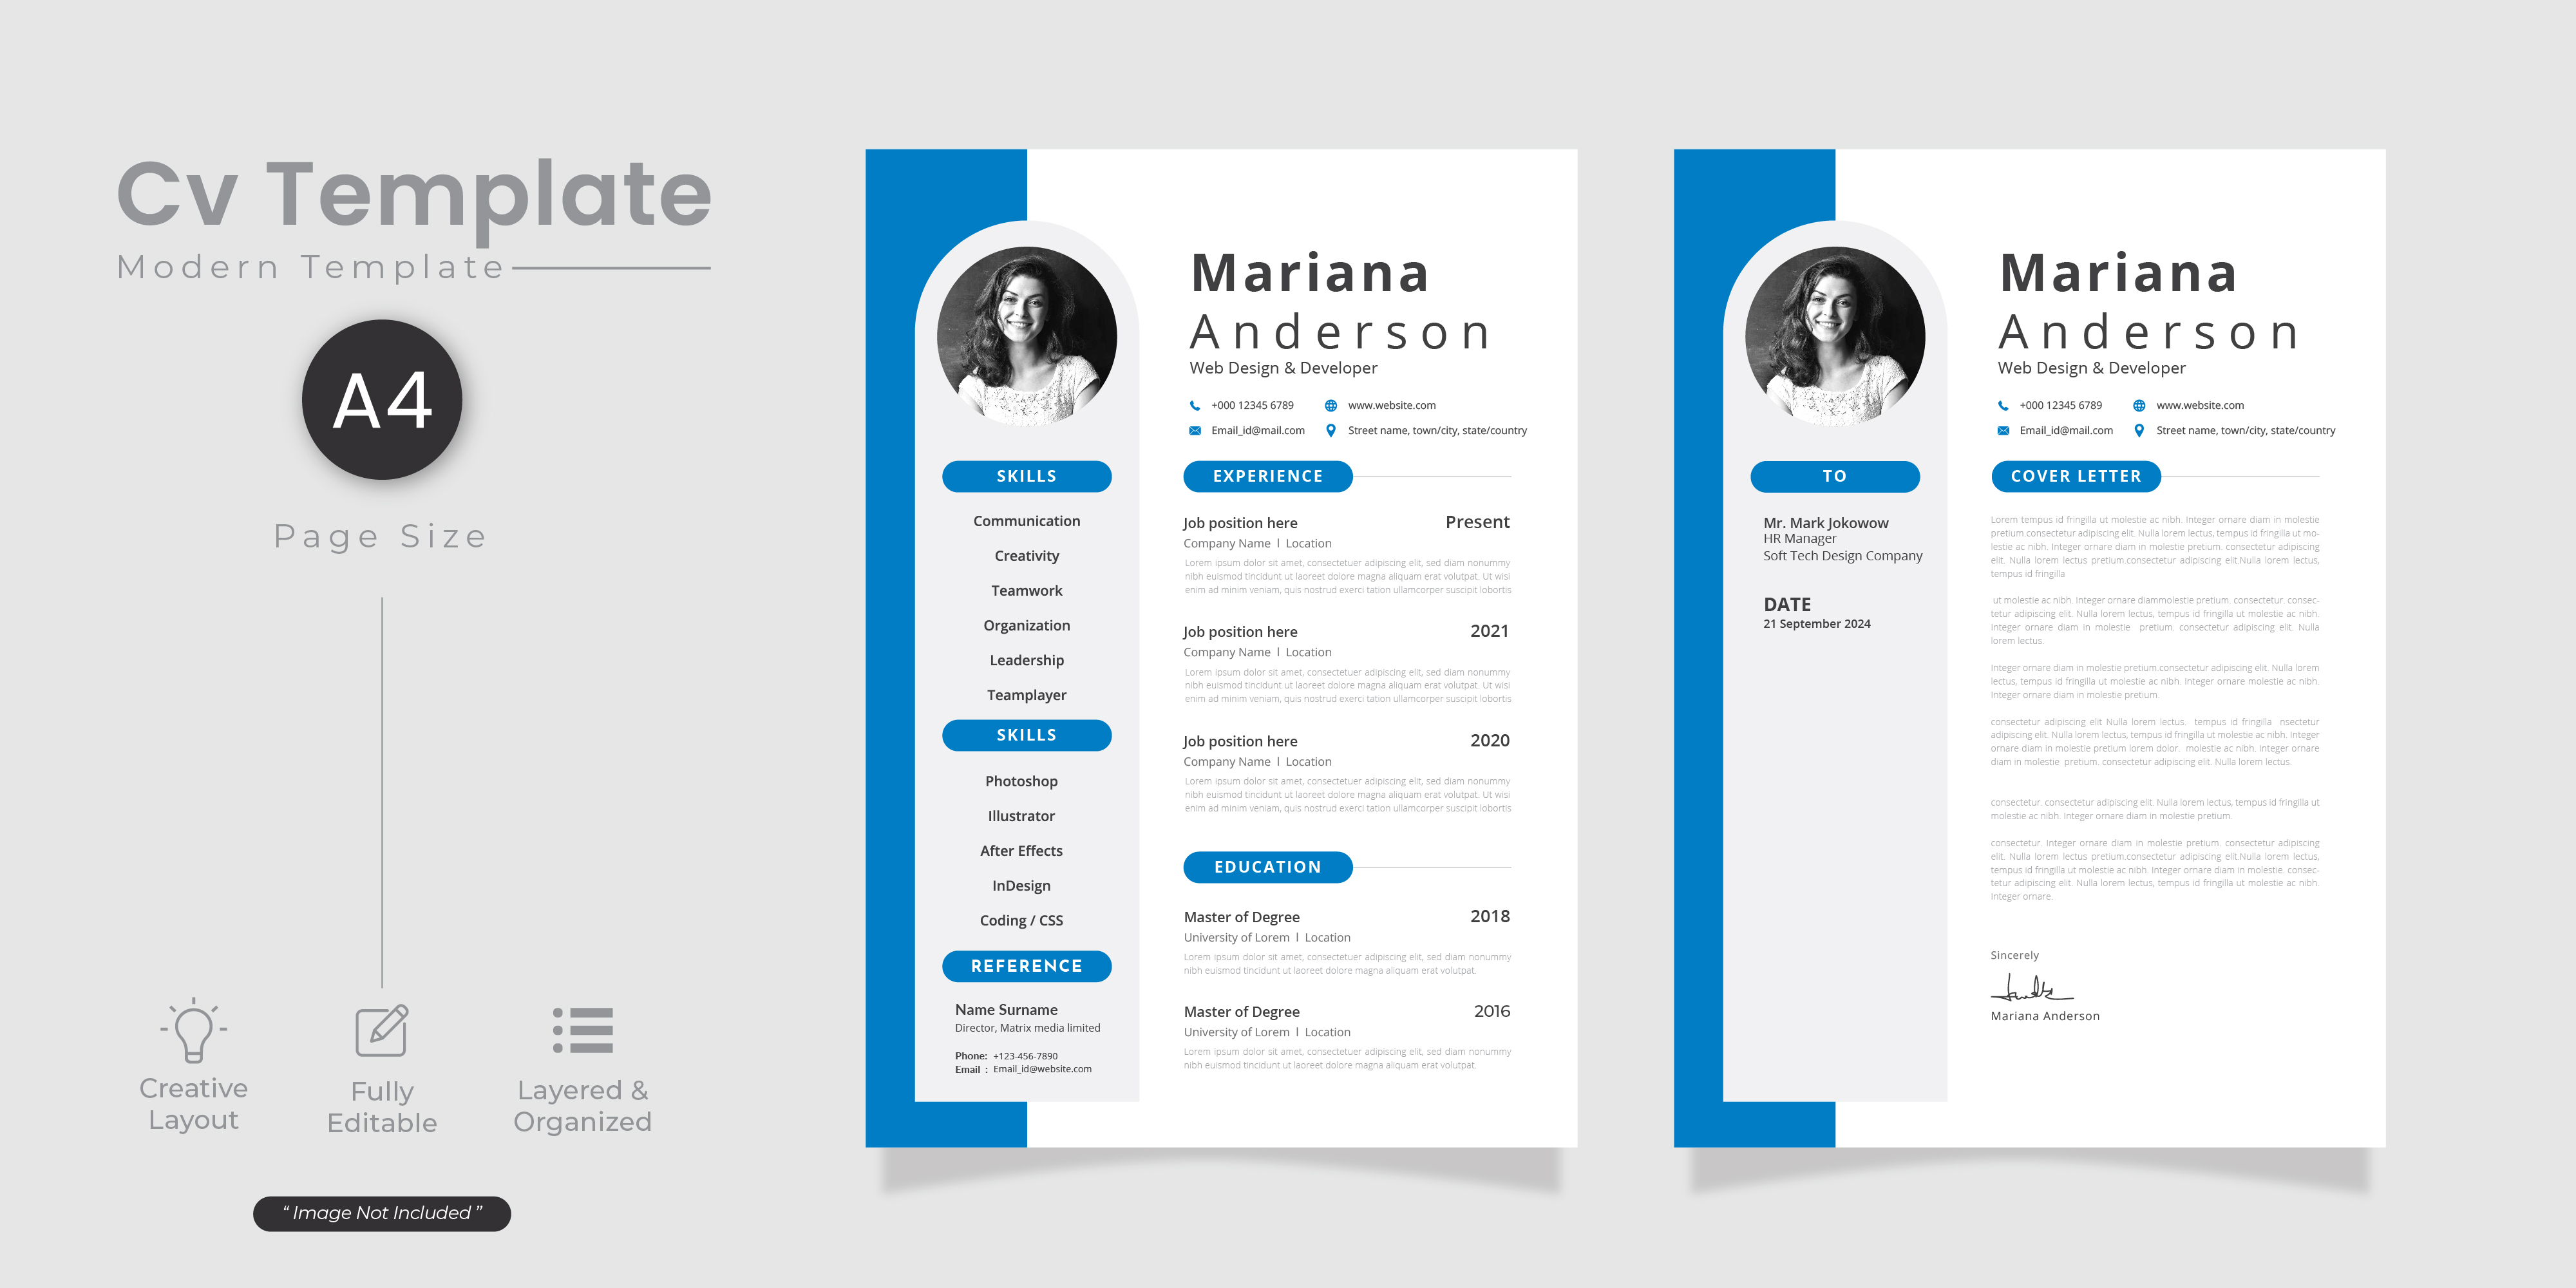 Cv Template
Modern Template
A4
Page Size
Creative
Layout
Fully
Editable
Layered &
Organized
“ Image Not Included ”
Mariana
Anderson
Web Design & Developer
+000 12345 6789
www.website.com
Email_id@mail.com
Street name, town/city, state/country
SKILLS
Communication
Creativity
Teamwork
Organization
Leadership
Teamplayer
SKILLS
Photoshop
Illustrator
After Effects
InDesign
Coding / CSS
REFERENCE
Name Surname
Director, Matrix media limited
Phone: +123-456-7890
Email : Email_id@website.com
EXPERIENCE
Job position here
Present
Company Name | Location
Lorem ipsum dolor sit amet, consectetuer adipiscing elit, sed diam nonummy
nibh euismod tincidunt ut laoreet dolore magna aliquam erat volutpat. Ut wisi
enim ad minim veniam, quis nostrud exerci tation ullamcorper suscipit lobortis
Job position here
2021
Company Name | Location
Lorem ipsum dolor sit amet, consectetuer adipiscing elit, sed diam nonummy
nibh euismod tincidunt ut laoreet dolore magna aliquam erat volutpat. Ut wisi
enim ad minim veniam, quis nostrud exerci tation ullamcorper suscipit lobortis
Job position here
2020
Company Name | Location
Lorem ipsum dolor sit amet, consectetuer adipiscing elit, sed diam nonummy
nibh euismod tincidunt ut laoreet dolore magna aliquam erat volutpat. Ut wisi
enim ad minim veniam, quis nostrud exerci tation ullamcorper suscipit lobortis
EDUCATION
Master of Degree
2018
University of Lorem | Location
Lorem ipsum dolor sit amet, consectetuer adipiscing elit, sed diam nonummy
nibh euismod tincidunt ut laoreet dolore magna aliquam erat volutpat.
Master of Degree
2016
University of Lorem | Location
Lorem ipsum dolor sit amet, consectetuer adipiscing elit, sed diam nonummy
nibh euismod tincidunt ut laoreet dolore magna aliquam erat volutpat.
Mariana
Anderson
Web Design & Developer
+000 12345 6789
www.website.com
Email_id@mail.com
Street name, town/city, state/country
TO
Mr. Mark Jokowow
HR Manager
Soft Tech Design Company
DATE
21 September 2024
COVER LETTER
Lorem tempus id fringilla ut molestie ac nibh. Integer ornare diam in molestie
pretium.consectetur adipiscing elit. Nulla lorem lectus, tempus id fringilla ut mo-
lestie ac nibh. Integer ornare diam in molestie pretium. consectetur adipiscing
elit. Nulla lorem lectus pretium.consectetur adipiscing elit.Nulla lorem lectus,
tempus id fringilla
ut molestie ac nibh. Integer ornare diammolestie pretium. consectetur. consec-
tetur adipiscing elit. Nulla lorem lectus, tempus id fringilla ut molestie ac nibh.
Integer ornare diam in molestie pretium. consectetur adipiscing elit. Nulla
lorem lectus.
Integer ornare diam in molestie pretium.consectetur adipiscing elit. Nulla lorem
lectus, tempus id fringilla ut molestie ac nibh. Integer ornare molestie ac nibh.
Integer ornare diam in molestie pretium.
consectetur adipiscing elit Nulla lorem lectus. tempus id fringilla nsectetur
adipiscing elit. Nulla lorem lectus, tempus id fringilla ut molestie ac nibh. Integer
ornare diam in molestie pretium lorem dolor. molestie ac nibh. Integer ornare
diam in molestie pretium. consectetur adipiscing elit. Nulla lorem lectus.
consectetur. consectetur adipiscing elit. Nulla lorem lectus, tempus id fringilla ut
molestie ac nibh. Integer ornare diam in molestie pretium.
consectetur. Integer ornare diam in molestie pretium. consectetur adipiscing
elit. Nulla lorem lectus pretium.consectetur adipiscing elit.Nulla lorem lectus,
tempus id fringilla ut molestie ac nibh. Integer ornare diam in molestie. consec-
tetur adipiscing elit. Nulla lorem lectus, tempus id fringilla ut molestie ac nibh.
Integer ornare.
Sincerely
Mariana Anderson